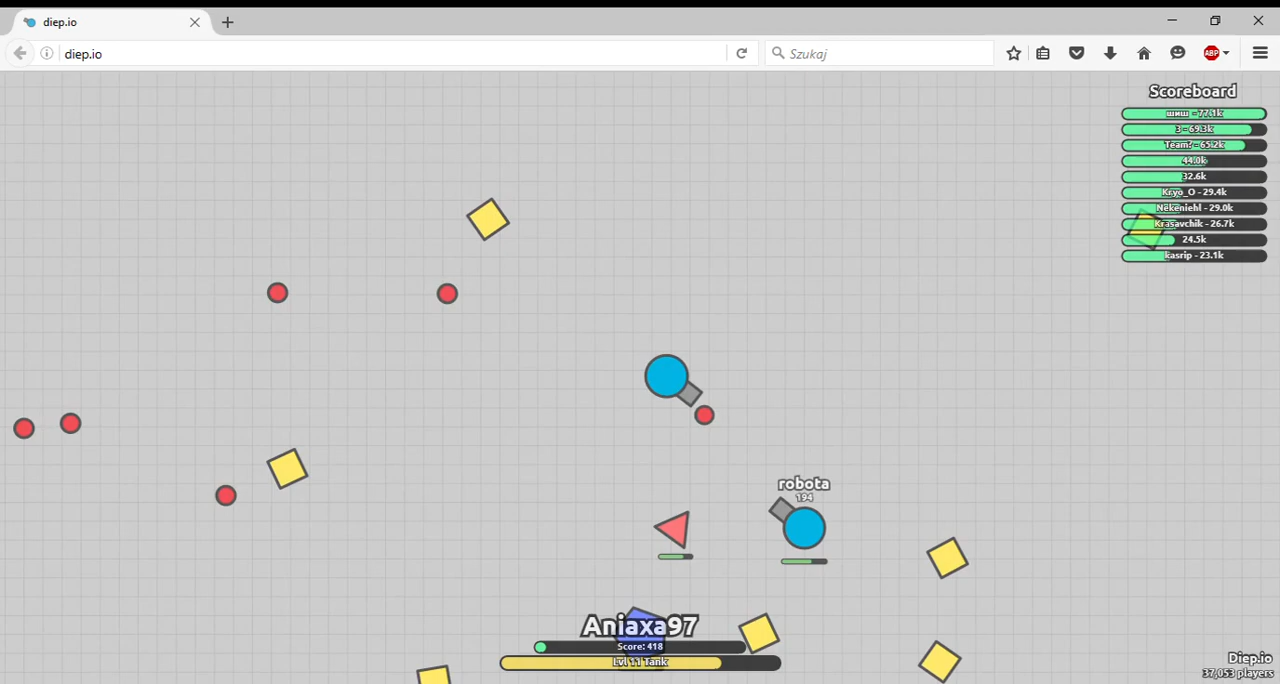 diep.io
diep.io
Szukaj
ABP
Scoreboard
шиш - 77.1k
3 - 69.3k
Team? - 65.2k
44.0k
32.6k
Kryo_O - 29.4k
Nekeniehl - 29.0k
Krasavchik - 26.7k
24.5k
kasrip - 23.1k
robota
194
Aniaxa97
Score: 418
Lvl 11 Tank
Diep.io
37,053 players